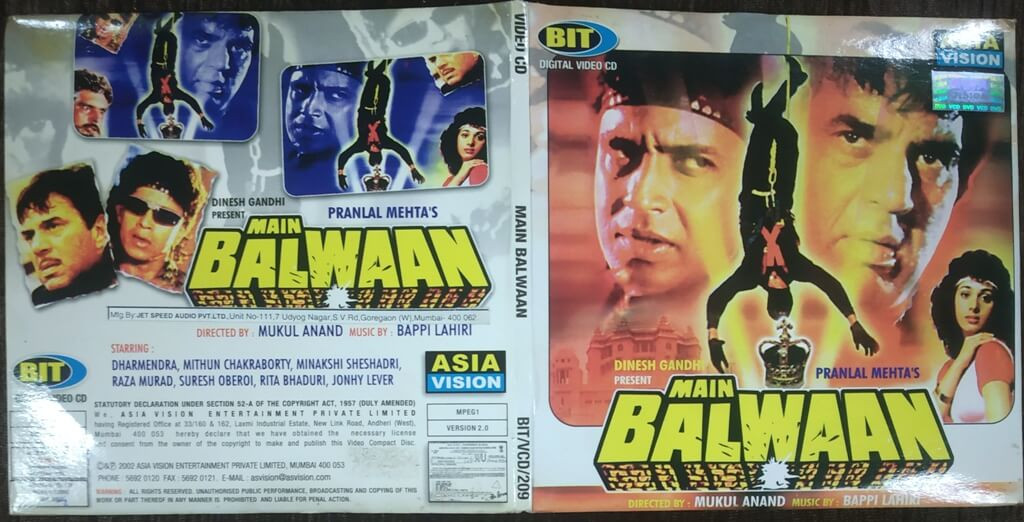 DINESH GANDHI
PRESENT
PRANLAL MEHTA'S
MAIN
BALWAAN
Mfg.By:JET SPEED AUDIO PVT.LTD.,Unit No-111,7 Udyog Nagar,S.V.Rd,Goregaon (W),Mumbai- 400 062.
DIRECTED BY : MUKUL ANAND MUSIC BY : BAPPI LAHIRI
STARRING :
DHARMENDRA, MITHUN CHAKRABORTY, MINAKSHI SHESHADRI,
RAZA MURAD, SURESH OBEROI, RITA BHADURI, JONHY LEVER
BIT
VIDEO CD
ASIA
VISION
STATUTORY DECLARATION UNDER SECTION 52-A OF THE COPYRIGHT ACT, 1957 (DULY AMENDED)
We, ASIA VISION ENTERTAINMENT PRIVATE LIMITED
having Registered Office at 33/160 & 162, Laxmi Industrial Estate, New Link Road, Andheri (West),
Mumbai 400 053 hereby declare that we have obtained the necessary license
and consent from the owner of the copyright to make and publish this Video Compact Disc.
MPEG1
VERSION 2.0
©& ℗ 2002 ASIA VISION ENTERTAINMENT PRIVATE LIMITED, MUMBAI 400 053
PHONE : 5692 0120 FAX : 5692 0121. E-MAIL : asvision@asvision.com
WARNING ALL RIGHTS RESERVED. UNAUTHORISED PUBLIC PERFORMANCE, BROADCASTING AND COPYING OF THIS
WORK OR PART THEREOF IN ANY MANNER IS PROHIBITED AND LIABLE FOR PENAL ACTION.
VIDEO CD
MAIN BALWAAN
BIT/VCD/209
BIT
DIGITAL VIDEO CD
ASIA
VISION
DINESH GANDHI
PRESENT
PRANLAL MEHTA'S
MAIN
BALWAAN
DIRECTED BY : MUKUL ANAND MUSIC BY : BAPPI LAHIRI